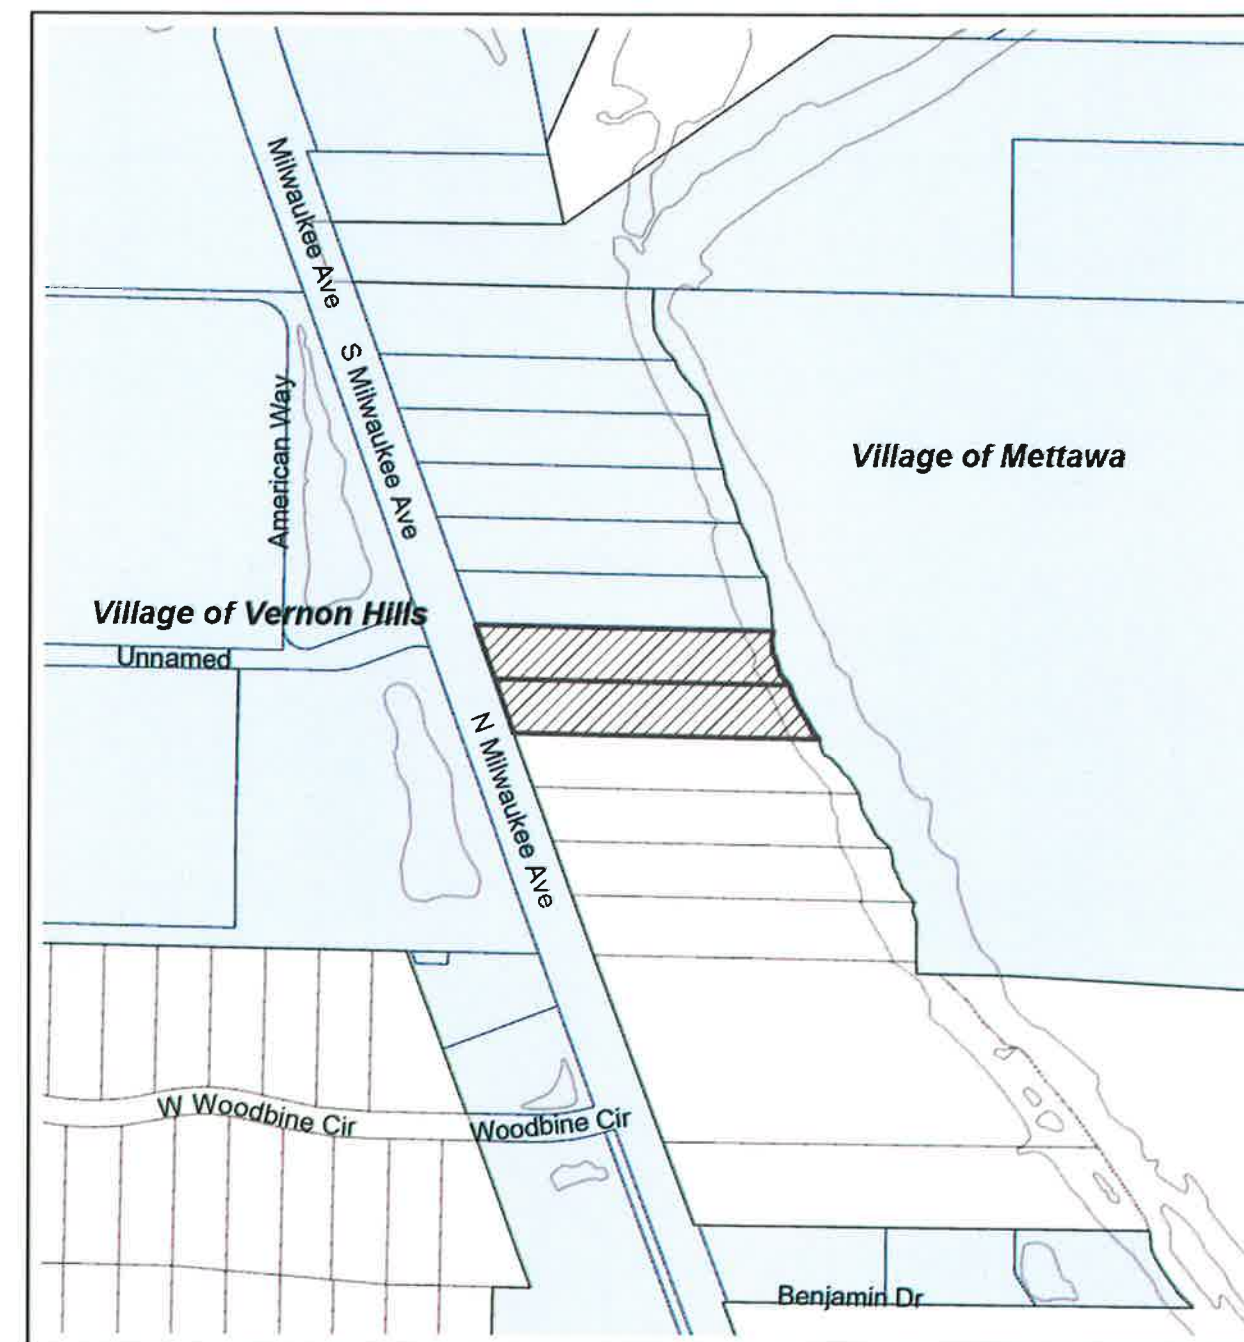 Milwaukee Ave
S Milwaukee Ave
American Way
Village of Mettawa
Village of Vernon Hills
Unnamed
N Milwaukee Ave
W Woodbine Cir
Woodbine Cir
Benjamin Dr